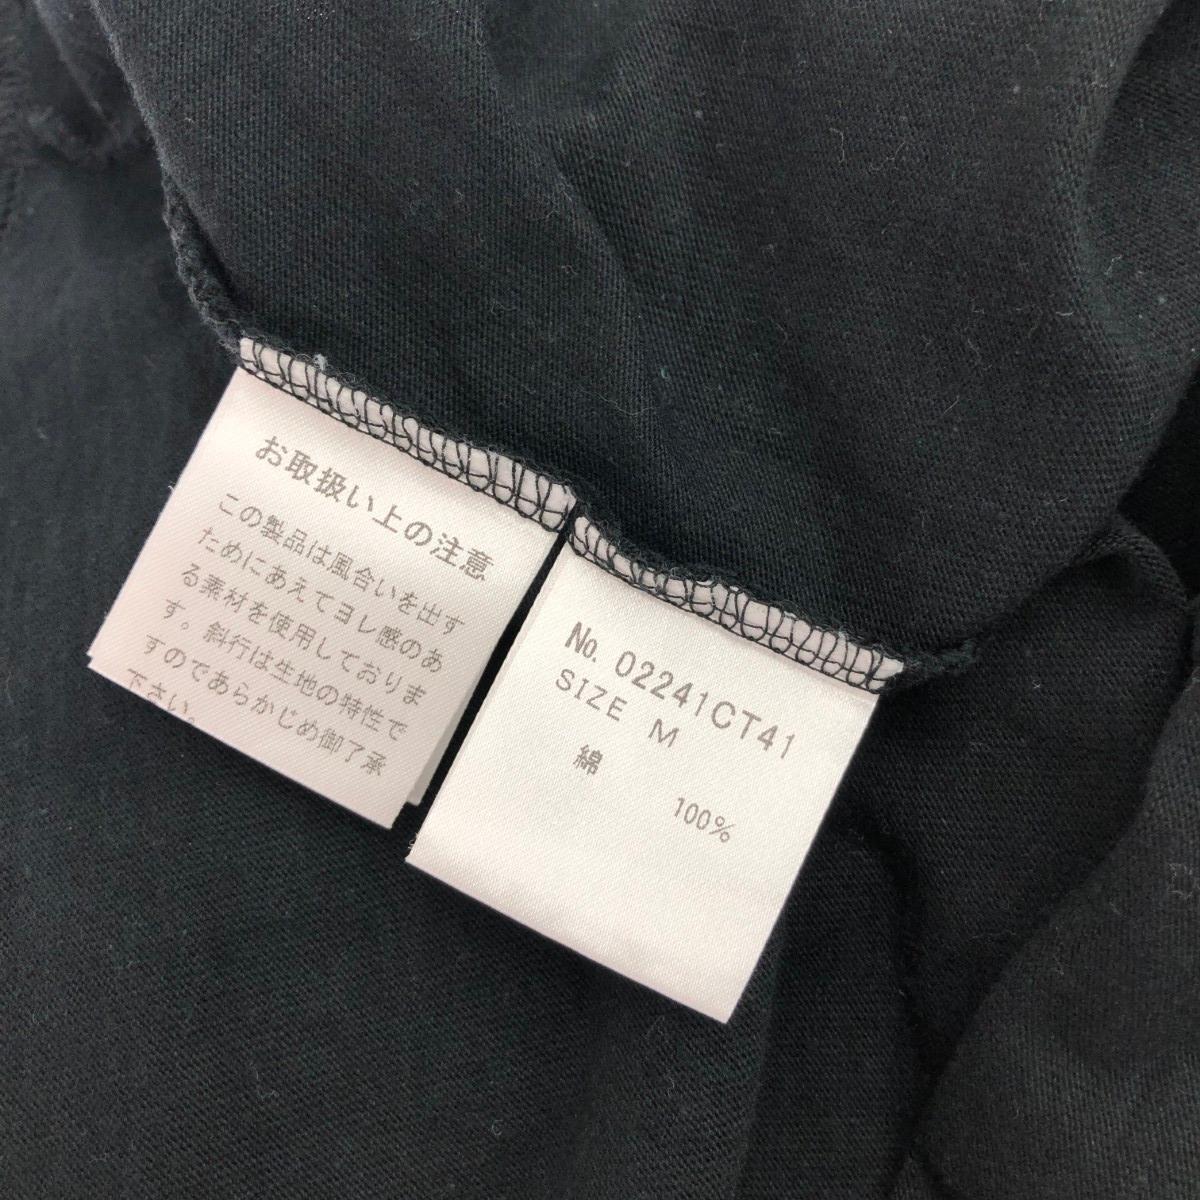 お取扱い上の注意
この製品は風合いを出す
ためにあえてヨレ感のあ
る素材を使用しておりま
す。斜行は生地の特性で
すのであらかじめ御了承
下さい。
No. 02241CT41
SIZE M
綿 100%